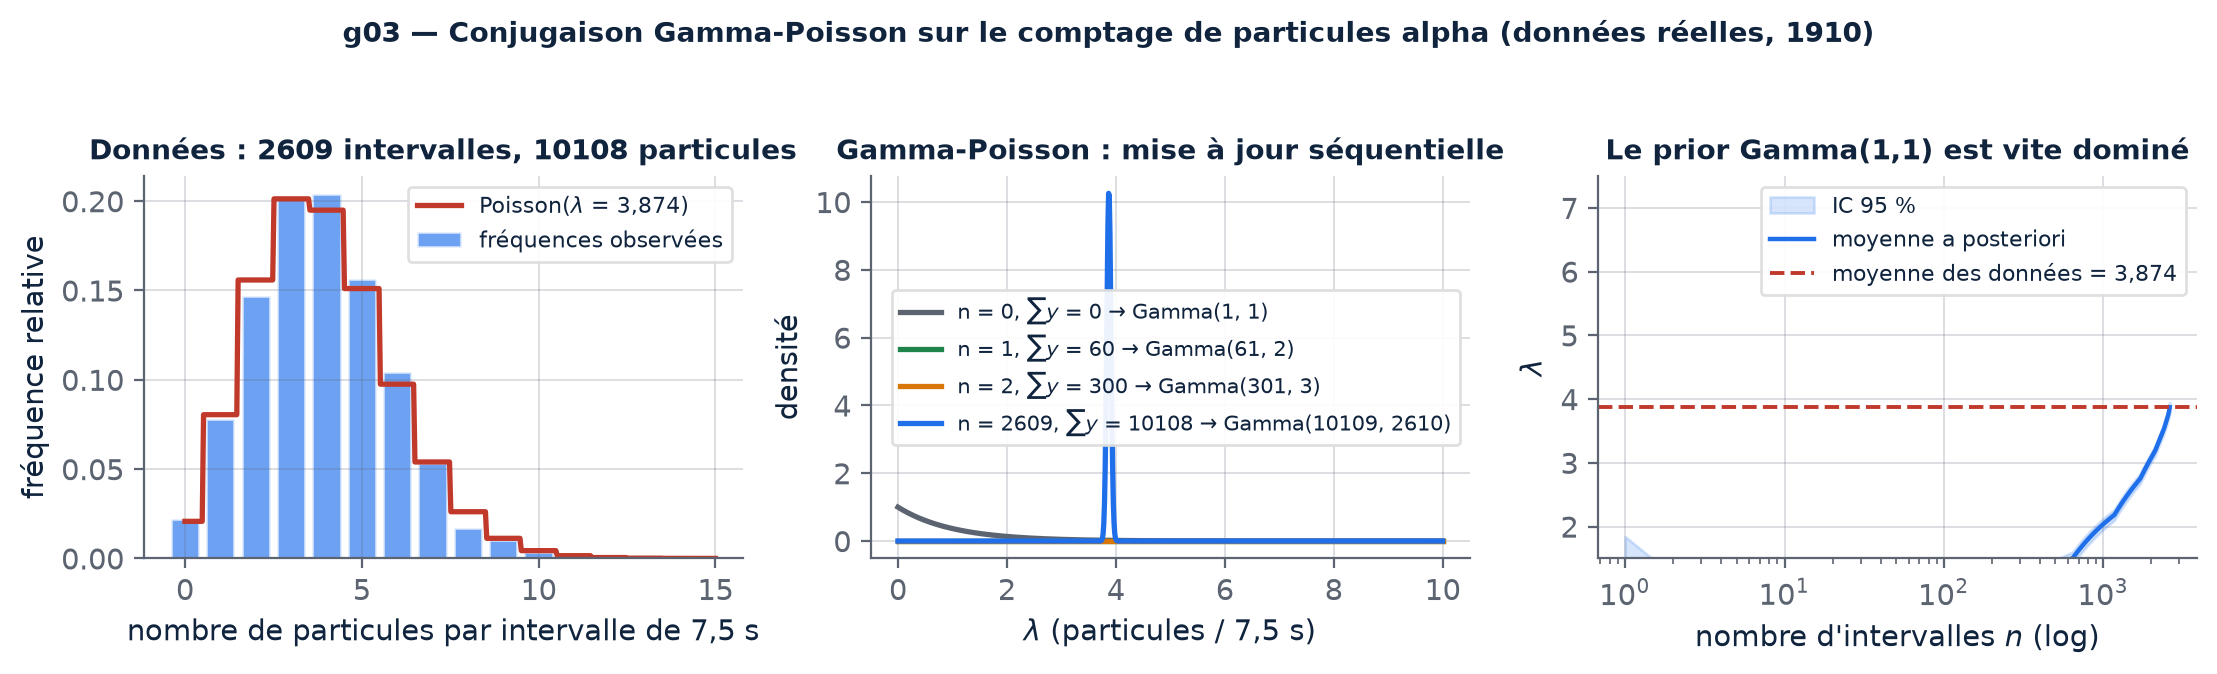 g03 — Conjugaison Gamma-Poisson sur le comptage de particules alpha (données réelles, 1910)
Données : 2609 intervalles, 10108 particules
fréquence relative
0.20
0.15
0.10
0.05
0.00
Poisson(λ = 3,874)
fréquences observées
0
5
10
15
nombre de particules par intervalle de 7,5 s
Gamma-Poisson : mise à jour séquentielle
densité
10
8
6
4
2
0
n = 0, ∑y = 0 → Gamma(1, 1)
n = 1, ∑y = 60 → Gamma(61, 2)
n = 2, ∑y = 300 → Gamma(301, 3)
n = 2609, ∑y = 10108 → Gamma(10109, 2610)
0
2
4
6
8
10
λ (particules / 7,5 s)
Le prior Gamma(1,1) est vite dominé
λ
7
6
5
4
3
2
IC 95 %
moyenne a posteriori
moyenne des données = 3,874
10⁰
10¹
10²
10³
nombre d'intervalles n (log)